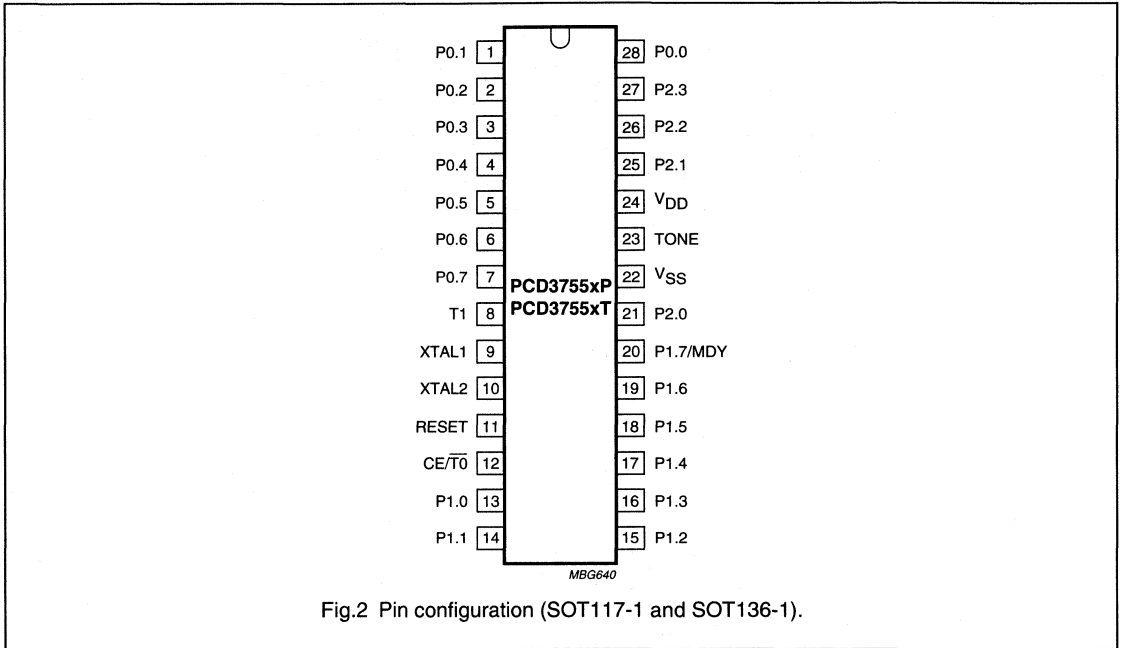 P0.1 1 28 P0.0
P0.2 2 27 P2.3
P0.3 3 26 P2.2
P0.4 4 25 P2.1
P0.5 5 24 VDD
P0.6 6 23 TONE
P0.7 7 22 VSS
PCD3755xP
T1 8 PCD3755xT 21 P2.0
XTAL1 9 20 P1.7/MDY
XTAL2 10 19 P1.6
RESET 11 18 P1.5
CE/T̅0̅ 12 17 P1.4
P1.0 13 16 P1.3
P1.1 14 15 P1.2
MBG640
Fig.2 Pin configuration (SOT117-1 and SOT136-1).